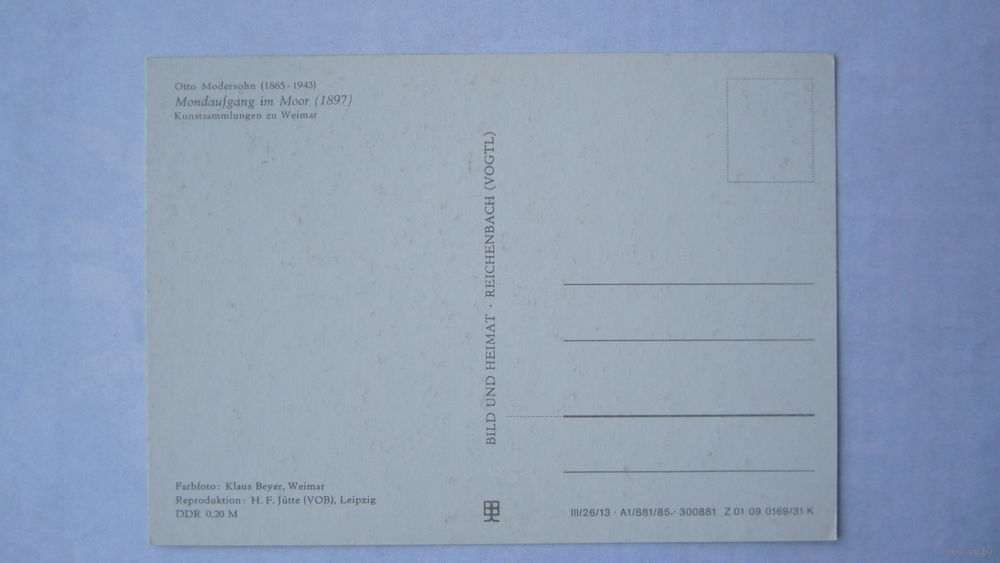 Otto Modersohn (1865-1943)
Mondaufgang im Moor (1897)
Kunstsammlungen zu Weimar
BILD UND HEIMAT · REICHENBACH (VOGTL)
Farbfoto: Klaus Beyer, Weimar
Reproduktion: H. F. Jütte (VOB), Leipzig
DDR 0,20 M
III/26/13 · A1/881/85 · 300881 Z 01 09 0169/31 K